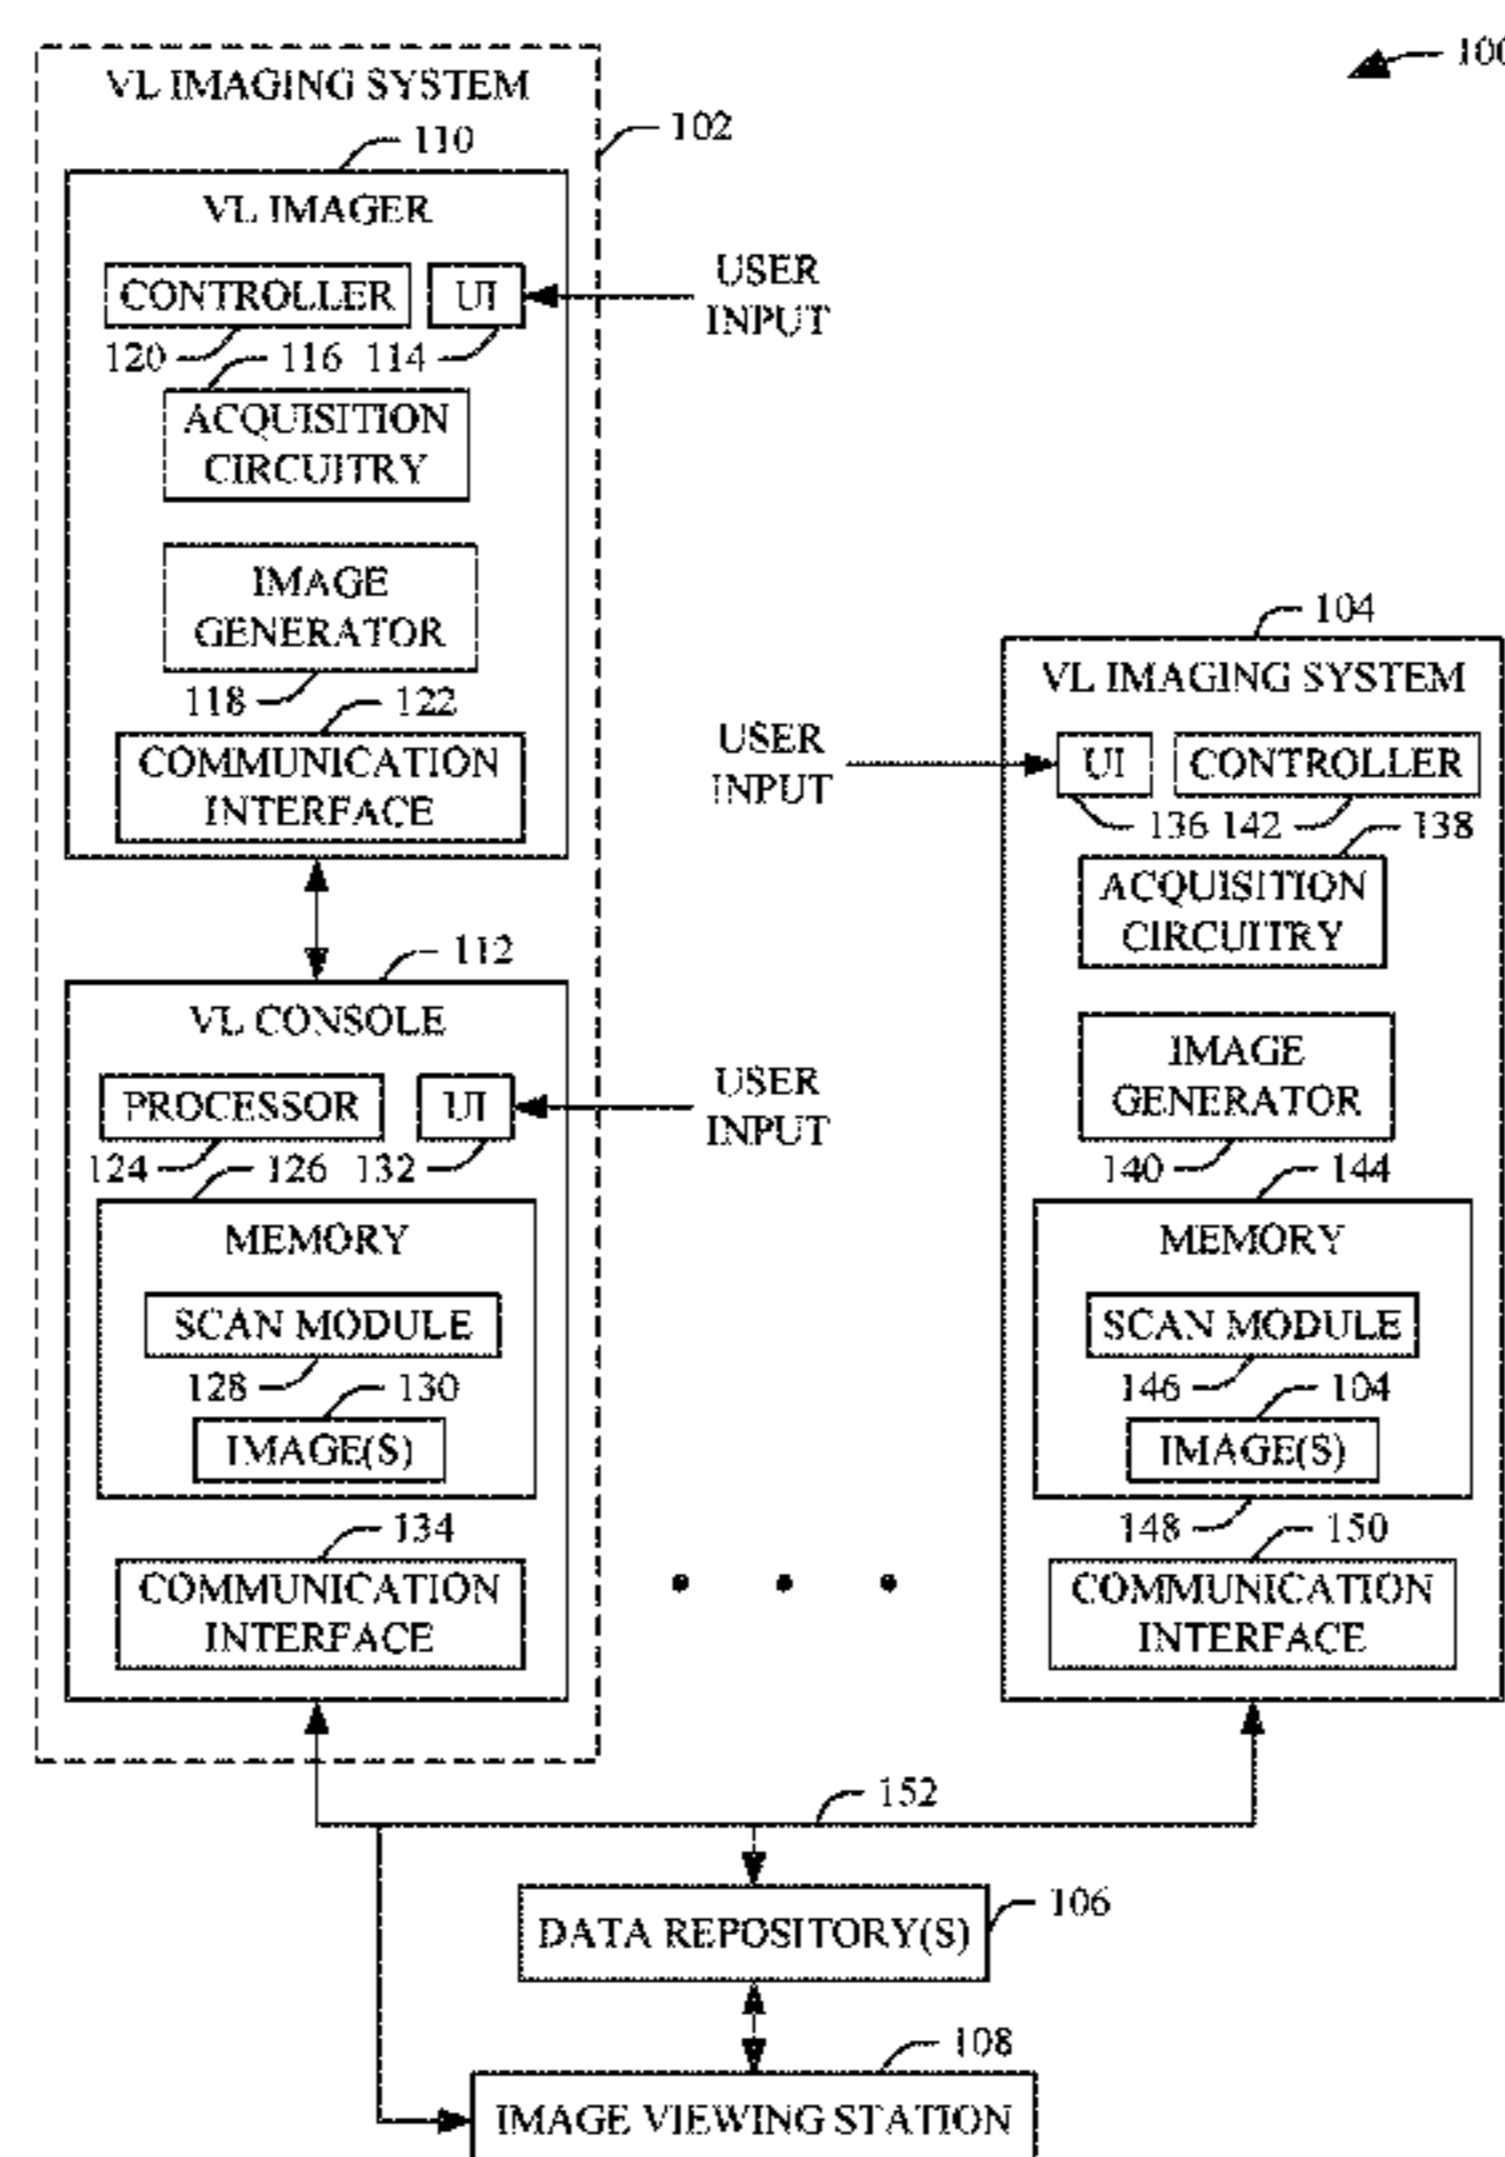 100
VL IMAGING SYSTEM
102
110
VL IMAGER
CONTROLLER
UI
USER
INPUT
120
116
114
ACQUISITION
CIRCUITRY
IMAGE
GENERATOR
118
122
COMMUNICATION
INTERFACE
112
VL CONSOLE
PROCESSOR
UI
USER
INPUT
124
126
132
MEMORY
SCAN MODULE
128
130
IMAGE(S)
134
COMMUNICATION
INTERFACE
104
VL IMAGING SYSTEM
USER
INPUT
UI
CONTROLLER
136
142
138
ACQUISITION
CIRCUITRY
IMAGE
GENERATOR
140
144
MEMORY
SCAN MODULE
146
104
IMAGE(S)
148
150
COMMUNICATION
INTERFACE
152
DATA REPOSITORY(S)
106
108
IMAGE VIEWING STATION